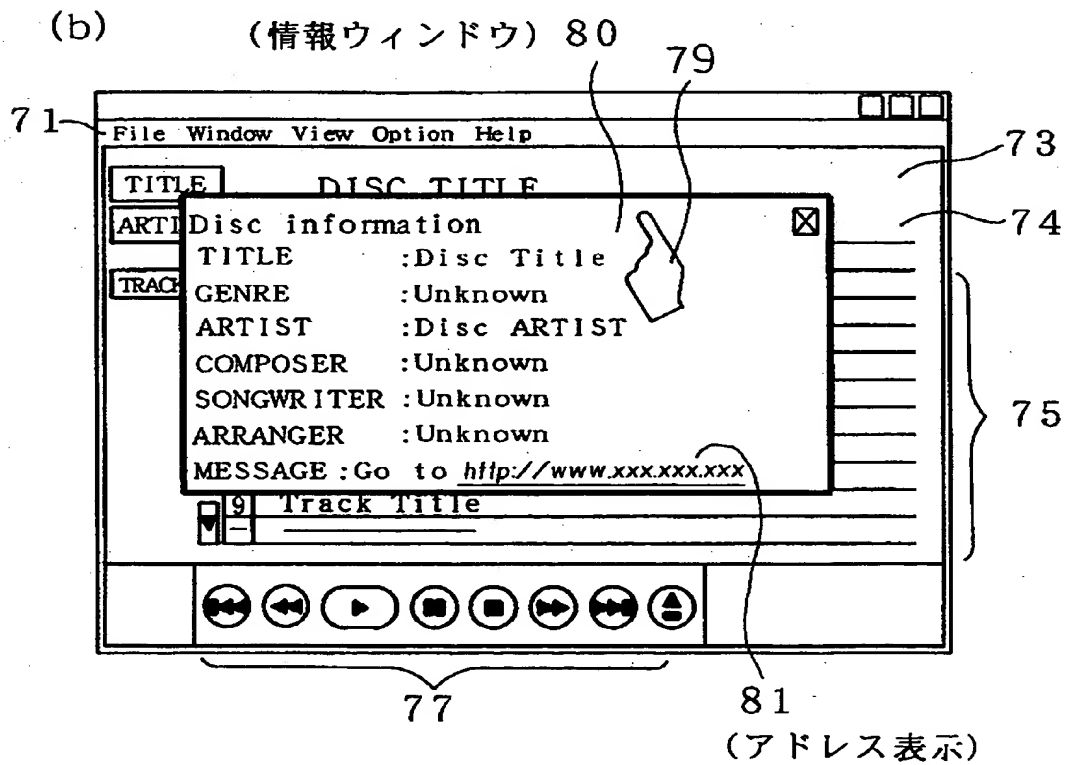 (b)
(情報ウィンドウ) 80
79
71
File Window View Option Help
73
TITLE DISC TITLE
74
ARTI
Disc information
TITLE :Disc Title
TRACK
GENRE :Unknown
ARTIST :Disc ARTIST
COMPOSER :Unknown
SONGWRITER :Unknown
75
ARRANGER :Unknown
MESSAGE :Go to http://www.xxx.xxx.xxx
9 Track Title
77
81
(アドレス表示)